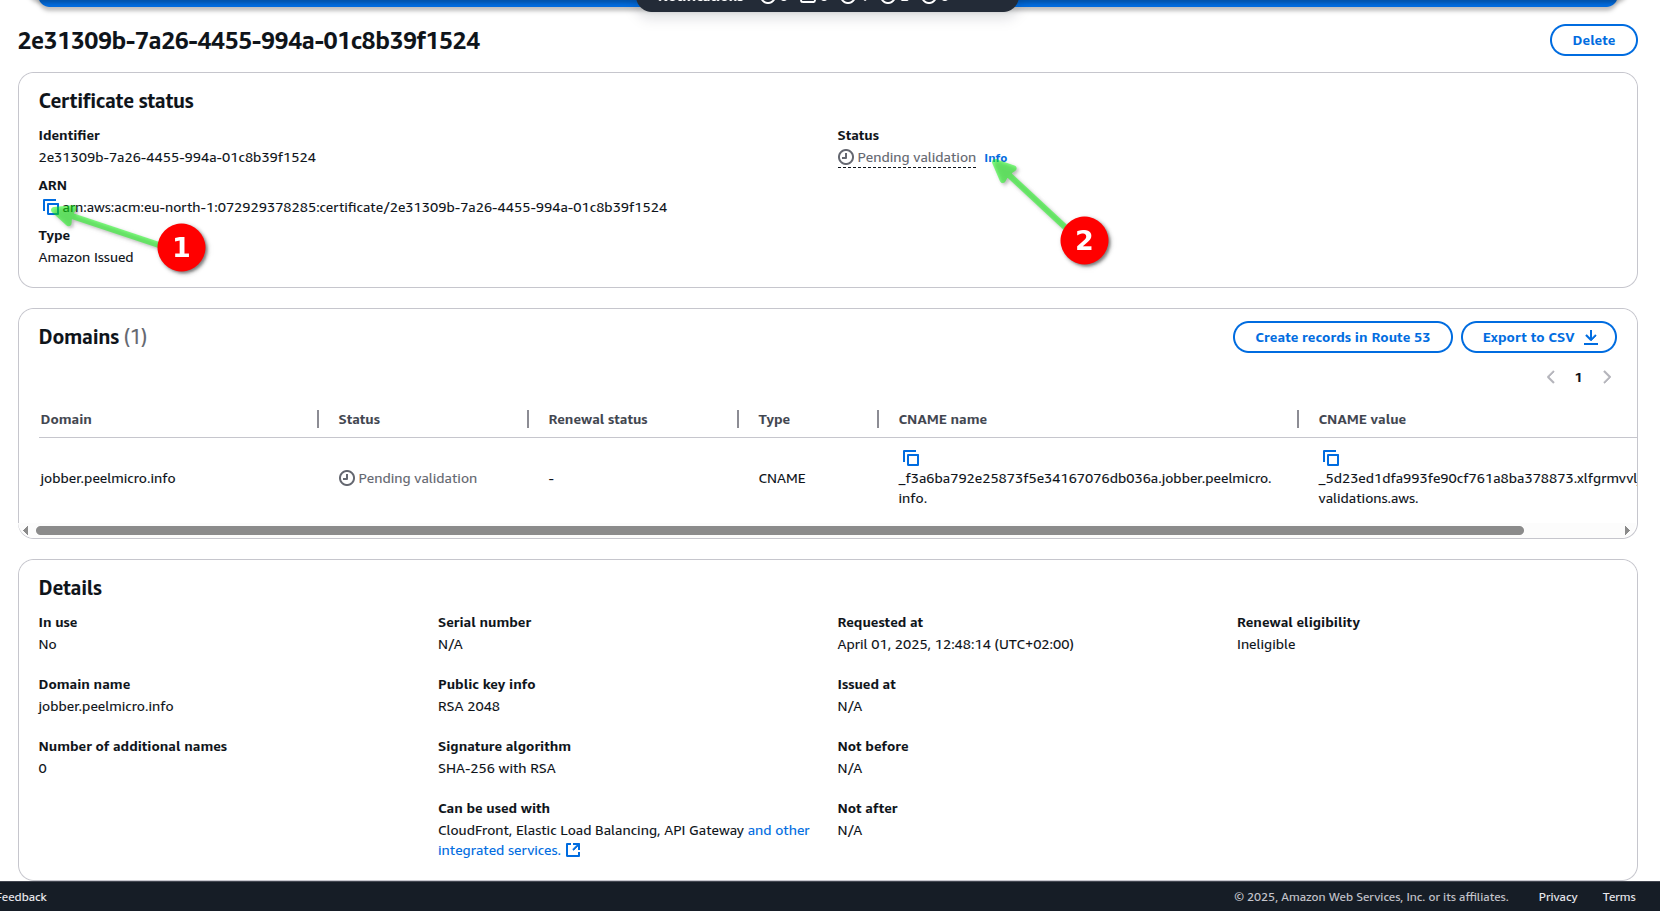 2e31309b-7a26-4455-994a-01c8b39f1524
Delete
Certificate status
Identifier
2e31309b-7a26-4455-994a-01c8b39f1524
Status
Pending validation Info
ARN
arn:aws:acm:eu-north-1:072929378285:certificate/2e31309b-7a26-4455-994a-01c8b39f1524
Type
Amazon Issued
1
2
Domains (1)
Create records in Route 53
Export to CSV
1
Domain Status Renewal status Type CNAME name CNAME value
jobber.peelmicro.info Pending validation - CNAME
_f3a6ba792e25873f5e34167076db036a.jobber.peelmicro.
info.
_5d23ed1dfa993fe90cf761a8ba378873.xlfgrmvvl
validations.aws.
Details
In use
No
Serial number
N/A
Requested at
April 01, 2025, 12:48:14 (UTC+02:00)
Renewal eligibility
Ineligible
Domain name
jobber.peelmicro.info
Public key info
RSA 2048
Issued at
N/A
Number of additional names
0
Signature algorithm
SHA-256 with RSA
Not before
N/A
Can be used with
CloudFront, Elastic Load Balancing, API Gateway and other
integrated services.
Not after
N/A
Feedback
© 2025, Amazon Web Services, Inc. or its affiliates.
Privacy
Terms